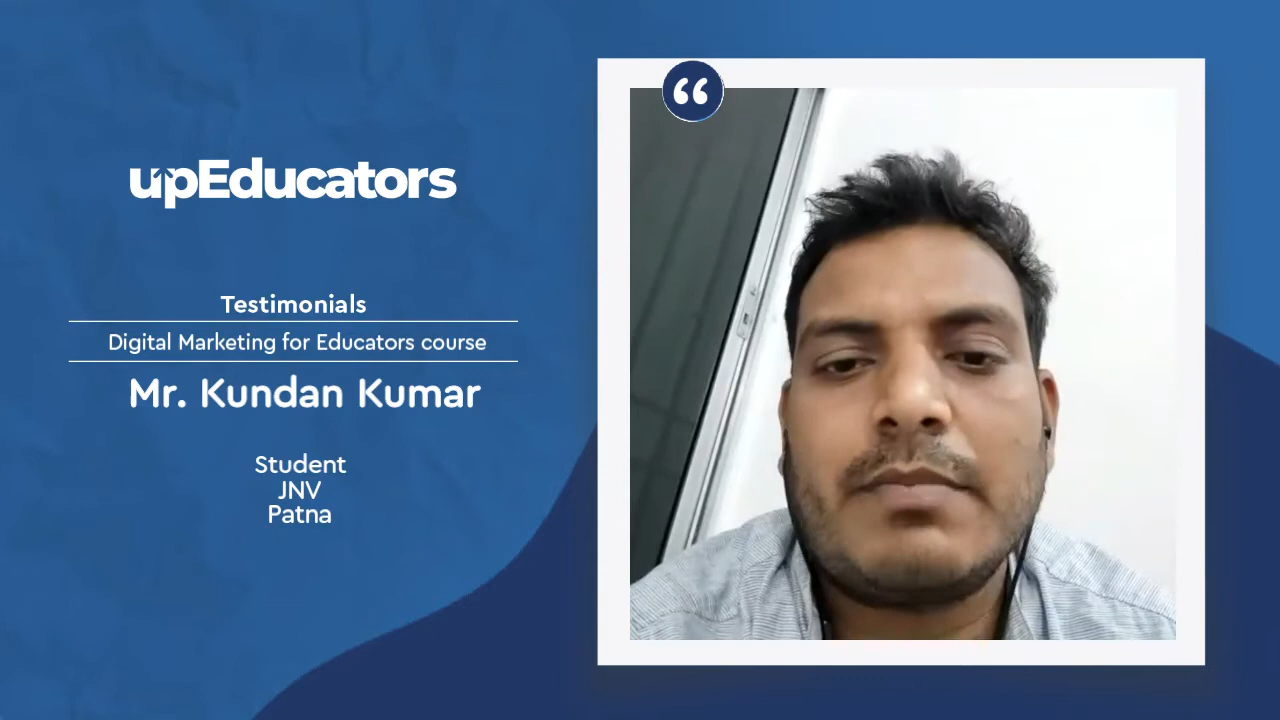 upEducators
Testimonials
Digital Marketing for Educators course
Mr. Kundan Kumar
Student
JNV
Patna